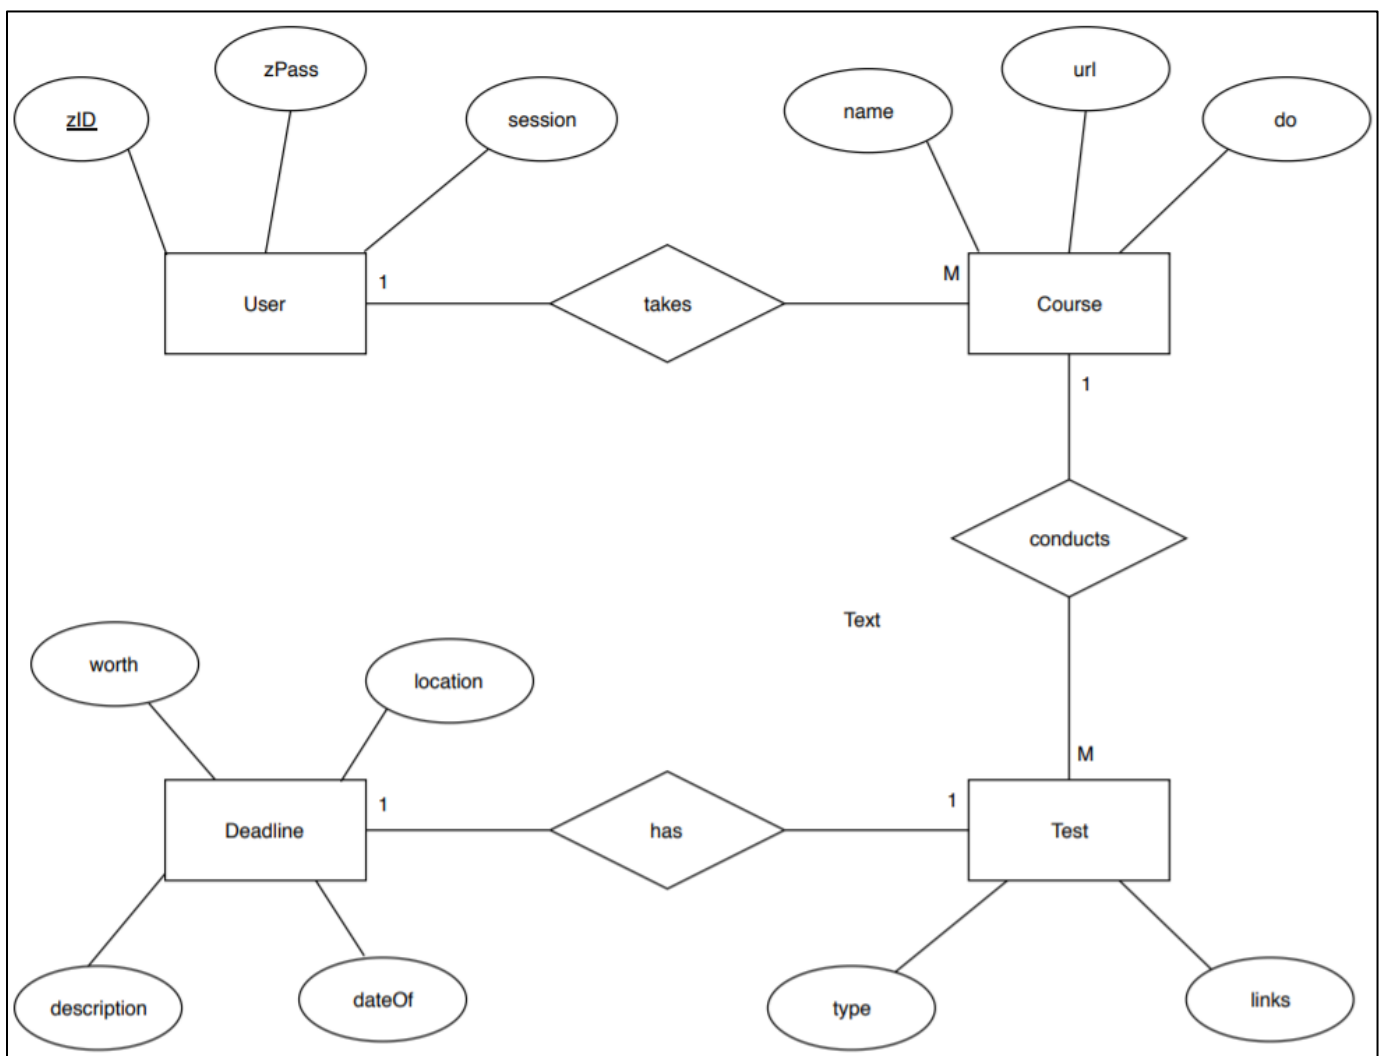 zPass
url
zID
session
name
do
1
M
User
takes
Course
1
conducts
Text
worth
location
M
1
1
Deadline
has
Test
description
dateOf
type
links